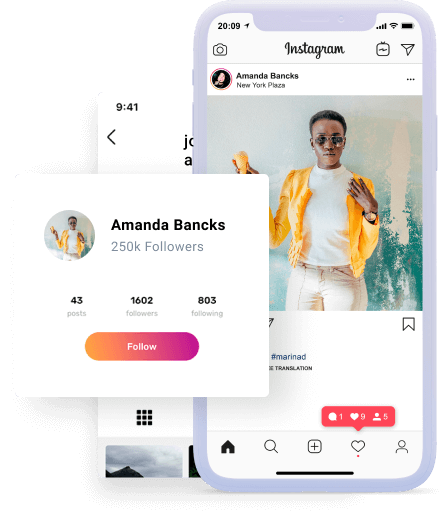 20:09
Instagram
Amanda Bancks
New York Plaza
9:41
Amanda Bancks
250k Followers
43 1602 803
posts followers following
Follow
#marinad
TRANSLATION
1 9 5